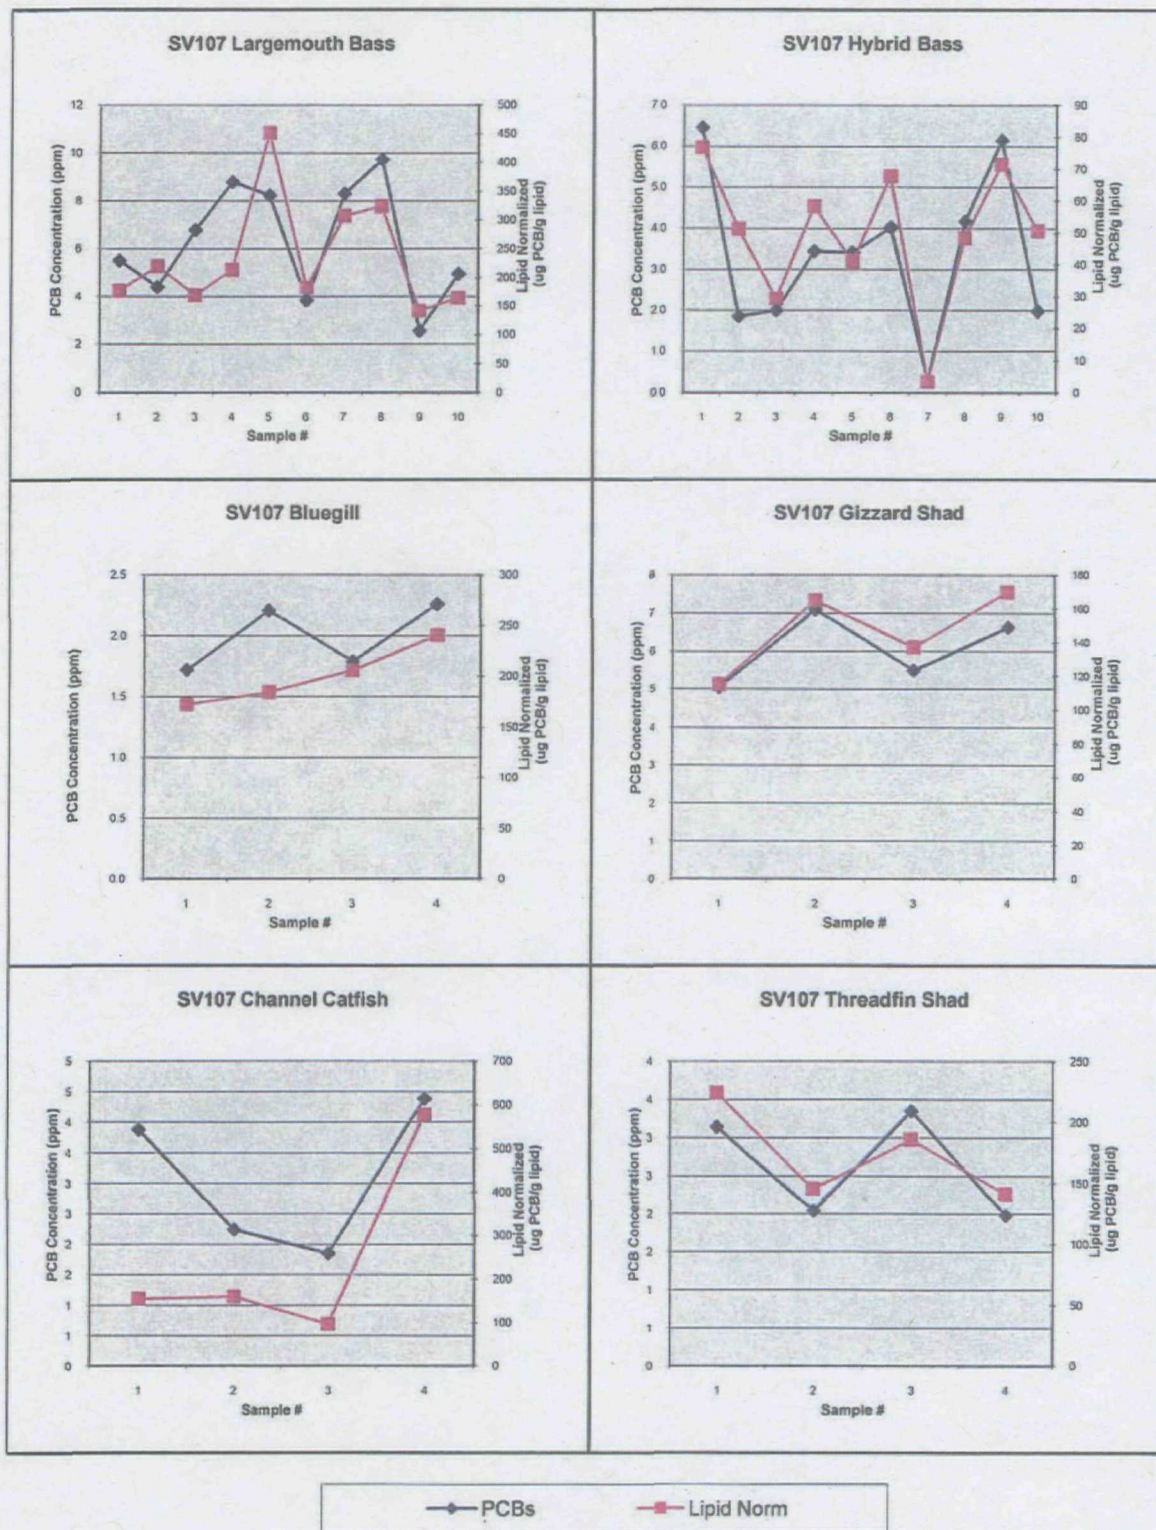 SV107 Largemouth Bass
PCB Concentration (ppm)
12
10
8
6
4
2
0
500
450
400
350
300
250
200
150
100
50
0
Lipid Normalized
(ug PCB/g lipid)
1 2 3 4 5 6 7 8 9 10
Sample #
SV107 Hybrid Bass
PCB Concentration (ppm)
7.0
6.0
5.0
4.0
3.0
2.0
1.0
0.0
90
80
70
60
50
40
30
20
10
0
Lipid Normalized
(ug PCB/g lipid)
1 2 3 4 5 6 7 8 9 10
Sample #
SV107 Bluegill
PCB Concentration (ppm)
2.5
2.0
1.5
1.0
0.5
0.0
300
250
200
150
100
50
0
Lipid Normalized
(ug PCB/g lipid)
1 2 3 4
Sample #
SV107 Gizzard Shad
PCB Concentration (ppm)
8
7
6
5
4
3
2
1
0
180
160
140
120
100
80
60
40
20
0
Lipid Normalized
(ug PCB/g lipid)
1 2 3 4
Sample #
SV107 Channel Catfish
PCB Concentration (ppm)
5
5
4
4
3
3
2
2
1
1
0
700
600
500
400
300
200
100
0
Lipid Normalized
(ug PCB/g lipid)
1 2 3 4
Sample #
SV107 Threadfin Shad
PCB Concentration (ppm)
4
4
3
3
2
2
1
1
0
250
200
150
100
50
0
Lipid Normalized
(ug PCB/g lipid)
1 2 3 4
Sample #
PCBs Lipid Norm